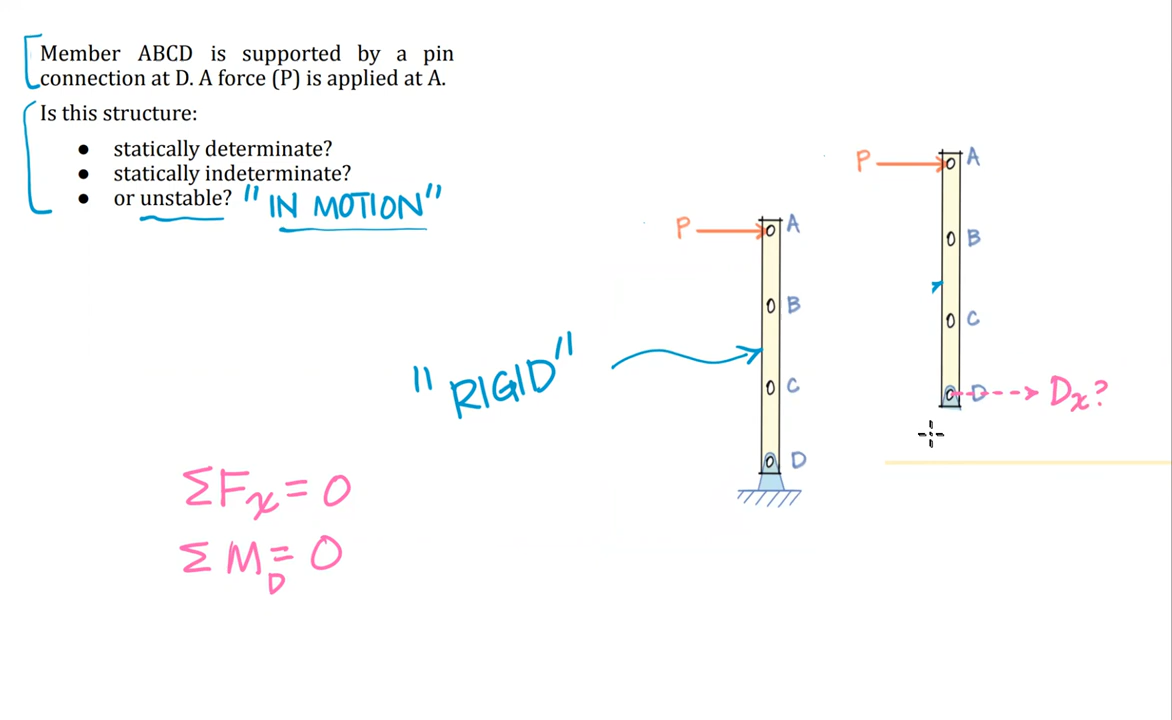 Member ABCD is supported by a pin
connection at D. A force (P) is applied at A.
Is this structure:
● statically determinate?
● statically indeterminate?
● or unstable? "IN MOTION"
P A
B
C
D
"RIGID"
P A
B
C
D Dx?
ΣFx = 0
ΣM_D = 0